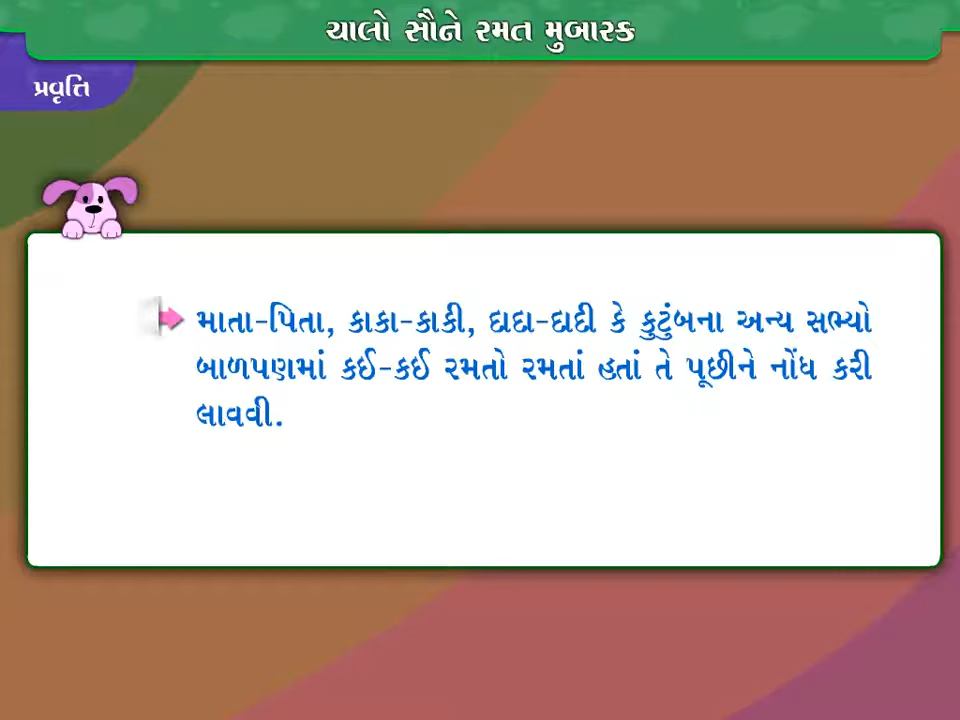 ચાલો સૌને રમત મુબારક
પ્રવૃત્તિ
માતા-પિતા, કાકા-કાકી, દાદા-દાદી કે કુટુંબના અન્ય સભ્યો
બાળપણમાં કઈ-કઈ રમતો રમતાં હતાં તે પૂછીને નોંધ કરી
લાવવી.